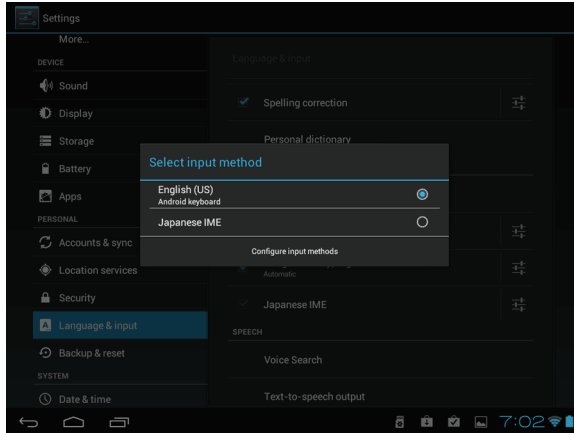 Settings
More...
DEVICE
Sound
Display
Storage
Battery
Apps
PERSONAL
Accounts & sync
Location services
Security
Language & input
Backup & reset
SYSTEM
Date & time
Language & input
Spelling correction
Personal dictionary
Select input method
English (US)
Android keyboard
Japanese IME
Configure input methods
Automatic
Japanese IME
SPEECH
Voice Search
Text-to-speech output
7:02